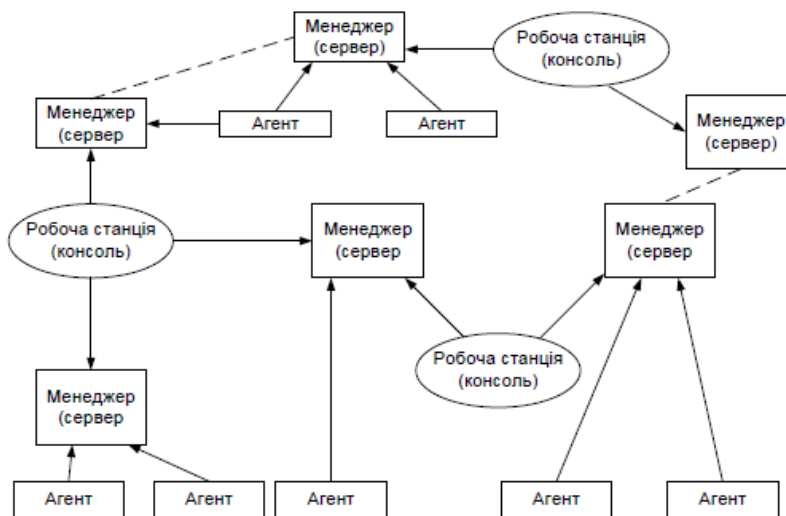 Менеджер
(сервер)
Робоча станція
(консоль)
Менеджер
(сервер
Агент
Агент
Менеджер
(сервер)
Робоча станція
(консоль)
Менеджер
(сервер
Менеджер
(сервер
Робоча станція
(консоль)
Менеджер
(сервер
Агент
Агент
Агент
Агент
Агент